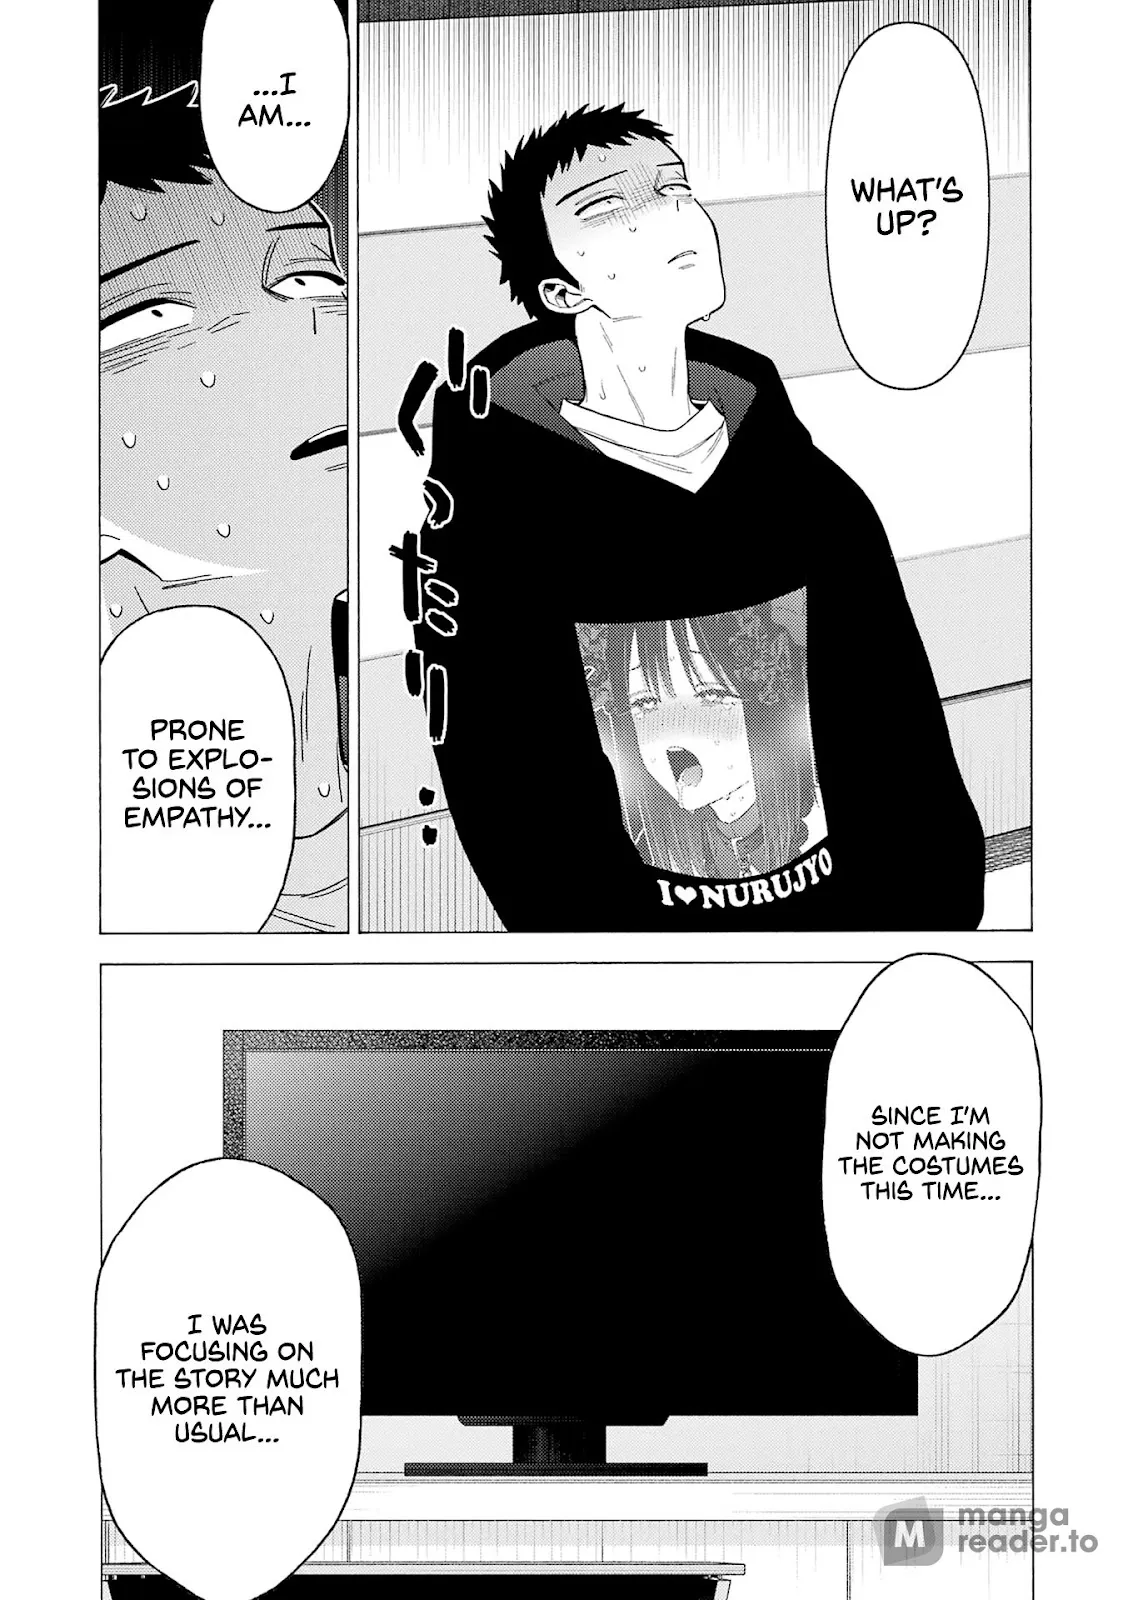 WHAT'S
UP?
...I
AM...
PRONE
TO EXPLO-
SIONS OF
EMPATHY...
I♥NURUJYO
SINCE I'M
NOT MAKING
THE COSTUMES
THIS TIME...
I WAS
FOCUSING ON
THE STORY MUCH
MORE THAN
USUAL...
M manga
reader.to